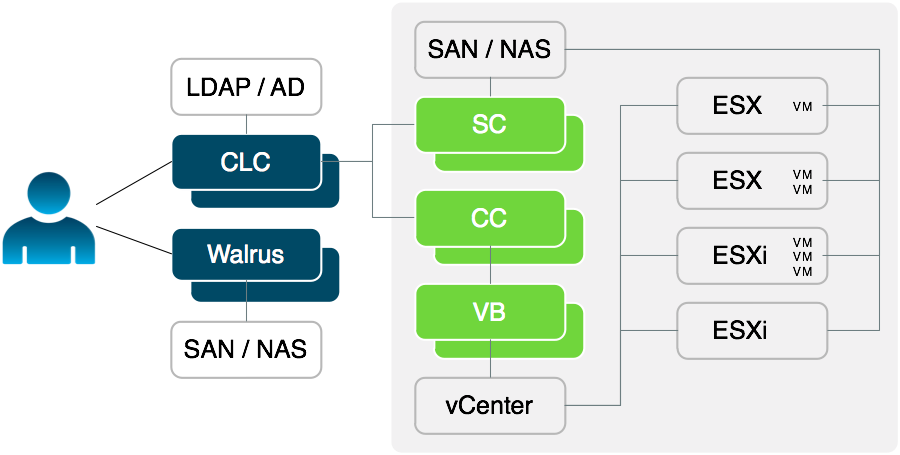 LDAP / AD
CLC
Walrus
SAN / NAS
SAN / NAS
SC
CC
VB
vCenter
ESX VM
ESX VM
VM
ESXi VM
VM
VM
ESXi